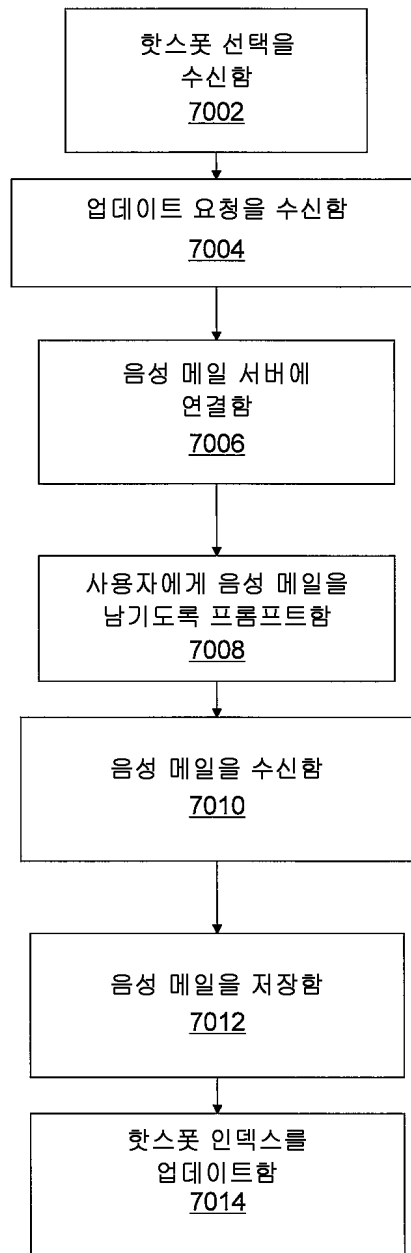 핫스폿 선택을
수신함
7002
업데이트 요청을 수신함
7004
음성 메일 서버에
연결함
7006
사용자에게 음성 메일을
남기도록 프롬프트함
7008
음성 메일을 수신함
7010
음성 메일을 저장함
7012
핫스폿 인덱스를
업데이트함
7014